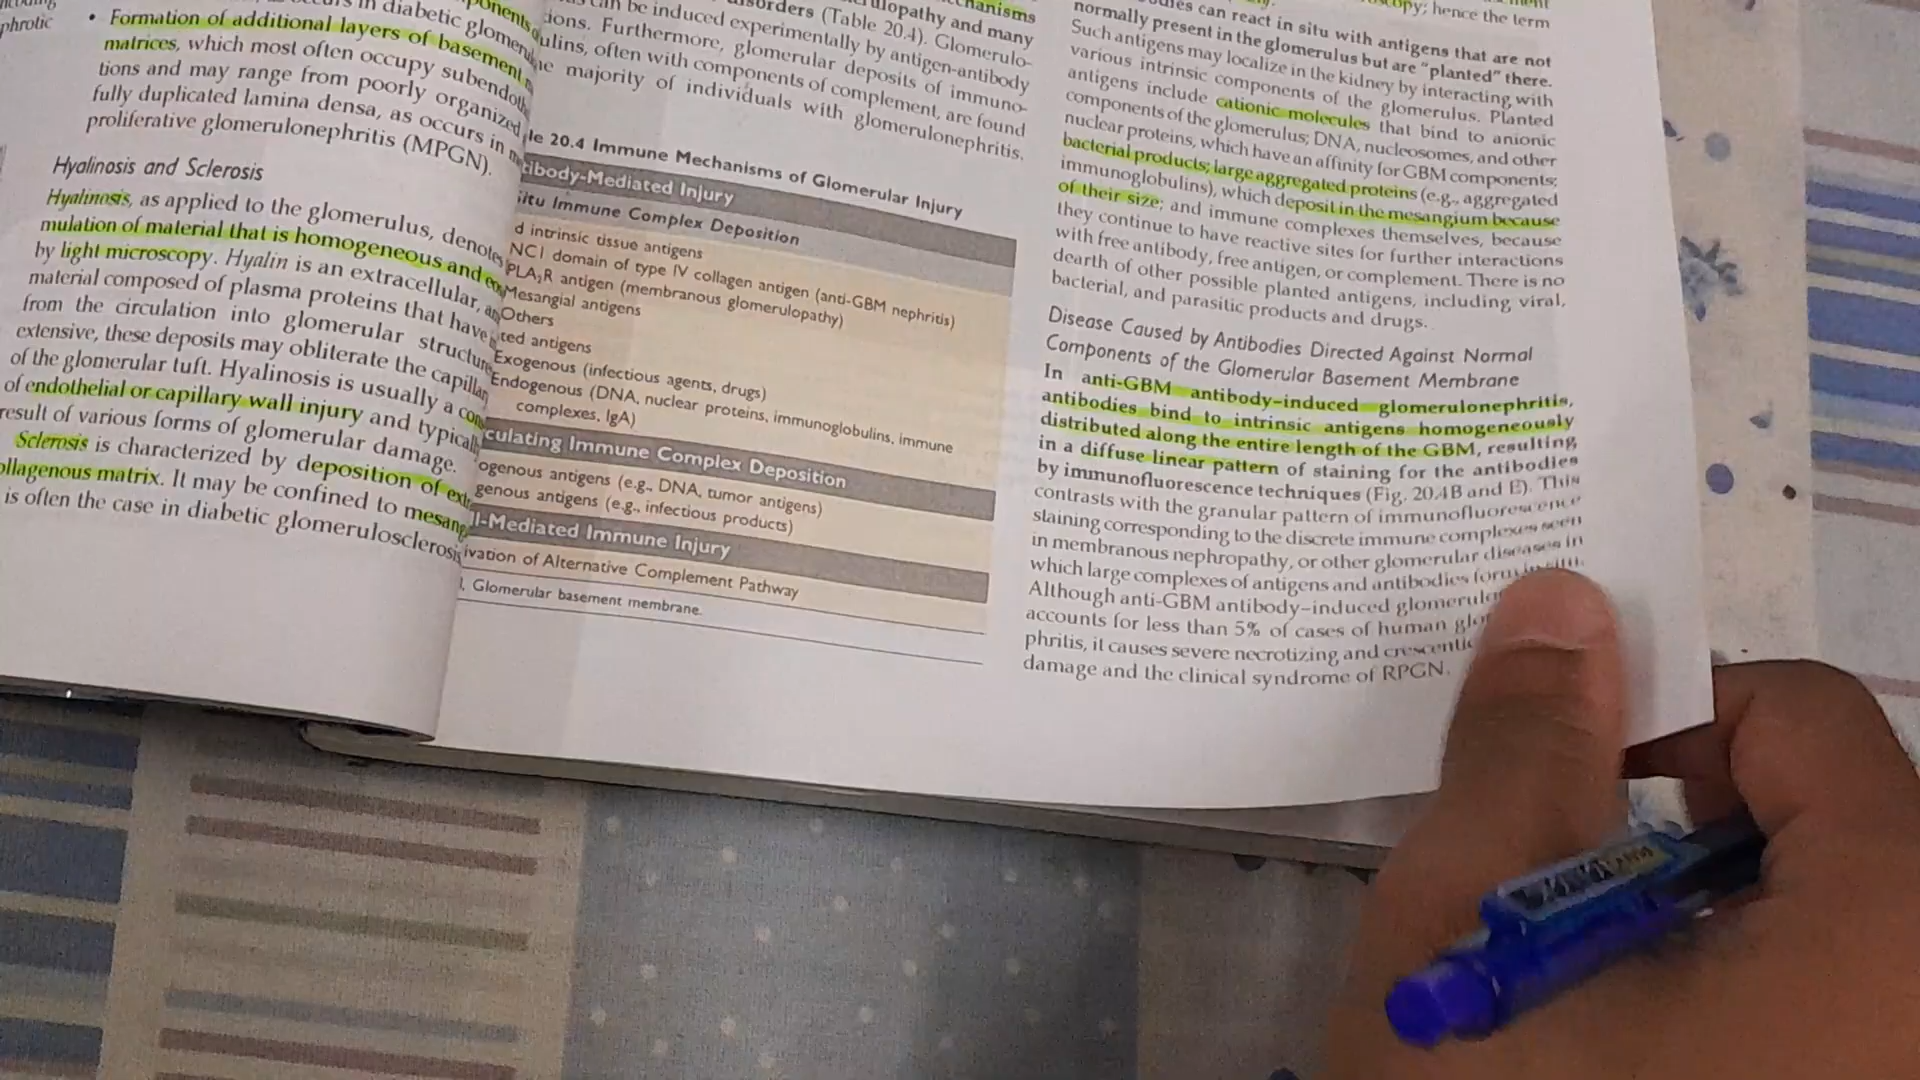 phrotic
• Formation of additional layers of basement
matrices, which most often occupy subendoth
tions and may range from poorly organized
fully duplicated lamina densa, as occurs in
proliferative glomerulonephritis (MPGN).
Hyalinosis and Sclerosis
Hyalinosis, as applied to the glomerulus, denotes
mulation of material that is homogeneous and
by light microscopy. Hyalin is an extracellular,
material composed of plasma proteins that have
from the circulation into glomerular structure
extensive, these deposits may obliterate the capillar
of the glomerular tuft. Hyalinosis is usually a con
of endothelial or capillary wall injury and typicall
result of various forms of glomerular damage.
Sclerosis is characterized by deposition of ext
ollagenous matrix. It may be confined to mesang
is often the case in diabetic glomerulosclerosis
disorders (Table 20.4). Glomerulo-
can be induced experimentally by antigen-antibody
ions. Furthermore, glomerular deposits of immuno-
ulins, often with components of complement, are found
majority of individuals with glomerulonephritis.
le 20.4 Immune Mechanisms of Glomerular Injury
tibody-Mediated Injury
itu Immune Complex Deposition
d intrinsic tissue antigens
NC1 domain of type IV collagen antigen (anti-GBM nephritis)
PLA₂R antigen (membranous glomerulopathy)
Mesangial antigens
Others
ted antigens
Exogenous (infectious agents, drugs)
Endogenous (DNA, nuclear proteins, immunoglobulins, immune
complexes, IgA)
culating Immune Complex Deposition
ogenous antigens (e.g., DNA, tumor antigens)
genous antigens (e.g., infectious products)
ll-Mediated Immune Injury
ivation of Alternative Complement Pathway
, Glomerular basement membrane.
hence the term
can react in situ with antigens that are not
normally present in the glomerulus but are “planted” there.
Such antigens may localize in the kidney by interacting with
various intrinsic components of the glomerulus. Planted
antigens include cationic molecules that bind to anionic
components of the glomerulus; DNA, nucleosomes, and other
nuclear proteins, which have an affinity for GBM components;
bacterial products; large aggregated proteins (e.g., aggregated
immunoglobulins), which deposit in the mesangium because
of their size; and immune complexes themselves, because
they continue to have reactive sites for further interactions
with free antibody, free antigen, or complement. There is no
dearth of other possible planted antigens, including viral,
bacterial, and parasitic products and drugs.
Disease Caused by Antibodies Directed Against Normal
Components of the Glomerular Basement Membrane
In anti-GBM antibody–induced glomerulonephritis,
antibodies bind to intrinsic antigens homogeneously
distributed along the entire length of the GBM, resulting
in a diffuse linear pattern of staining for the antibodies
by immunofluorescence techniques (Fig. 20.4B and E). This
contrasts with the granular pattern of immunofluorescence
staining corresponding to the discrete immune complexes seen
in membranous nephropathy, or other glomerular diseases in
which large complexes of antigens and antibodies form in situ.
Although anti-GBM antibody–induced glomerulo
accounts for less than 5% of cases of human glo
phritis, it causes severe necrotizing and crescentic
damage and the clinical syndrome of RPGN.